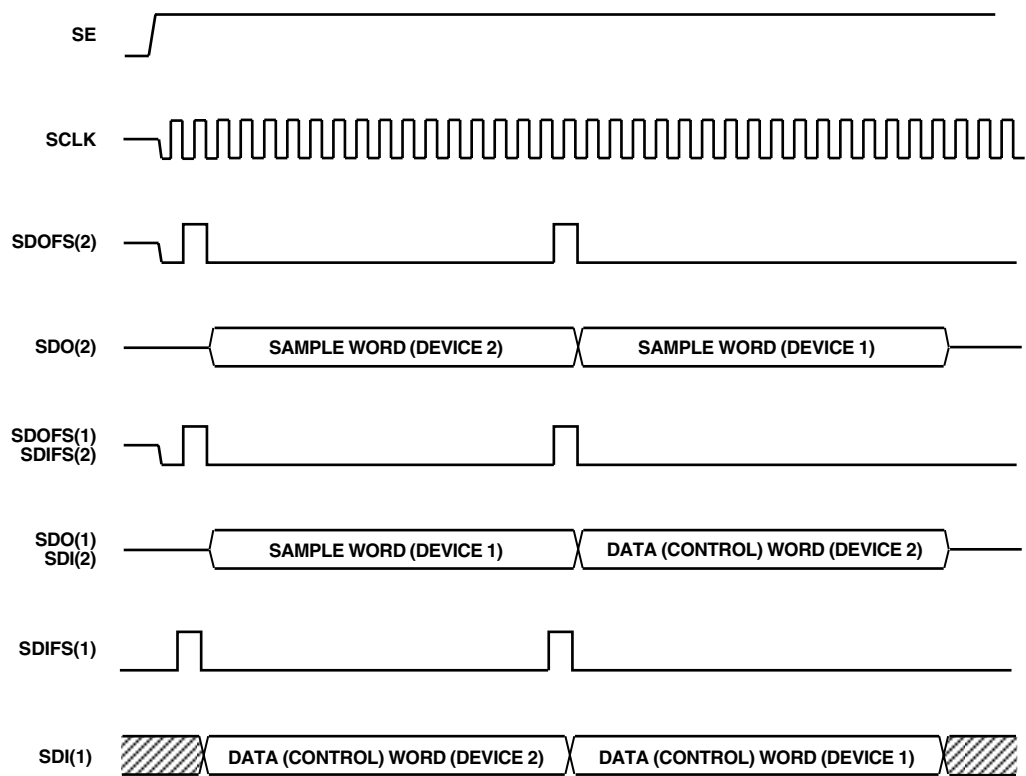 SE
SCLK
SDOFS(2)
SDO(2)
SAMPLE WORD (DEVICE 2)
SAMPLE WORD (DEVICE 1)
SDOFS(1)
SDIFS(2)
SDO(1)
SDI(2)
SAMPLE WORD (DEVICE 1)
DATA (CONTROL) WORD (DEVICE 2)
SDIFS(1)
SDI(1)
DATA (CONTROL) WORD (DEVICE 2)
DATA (CONTROL) WORD (DEVICE 1)